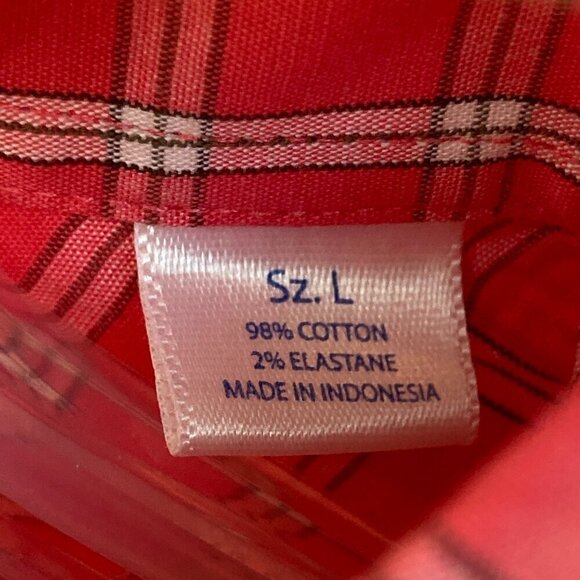 Sz. L
98% COTTON
2% ELASTANE
MADE IN INDONESIA